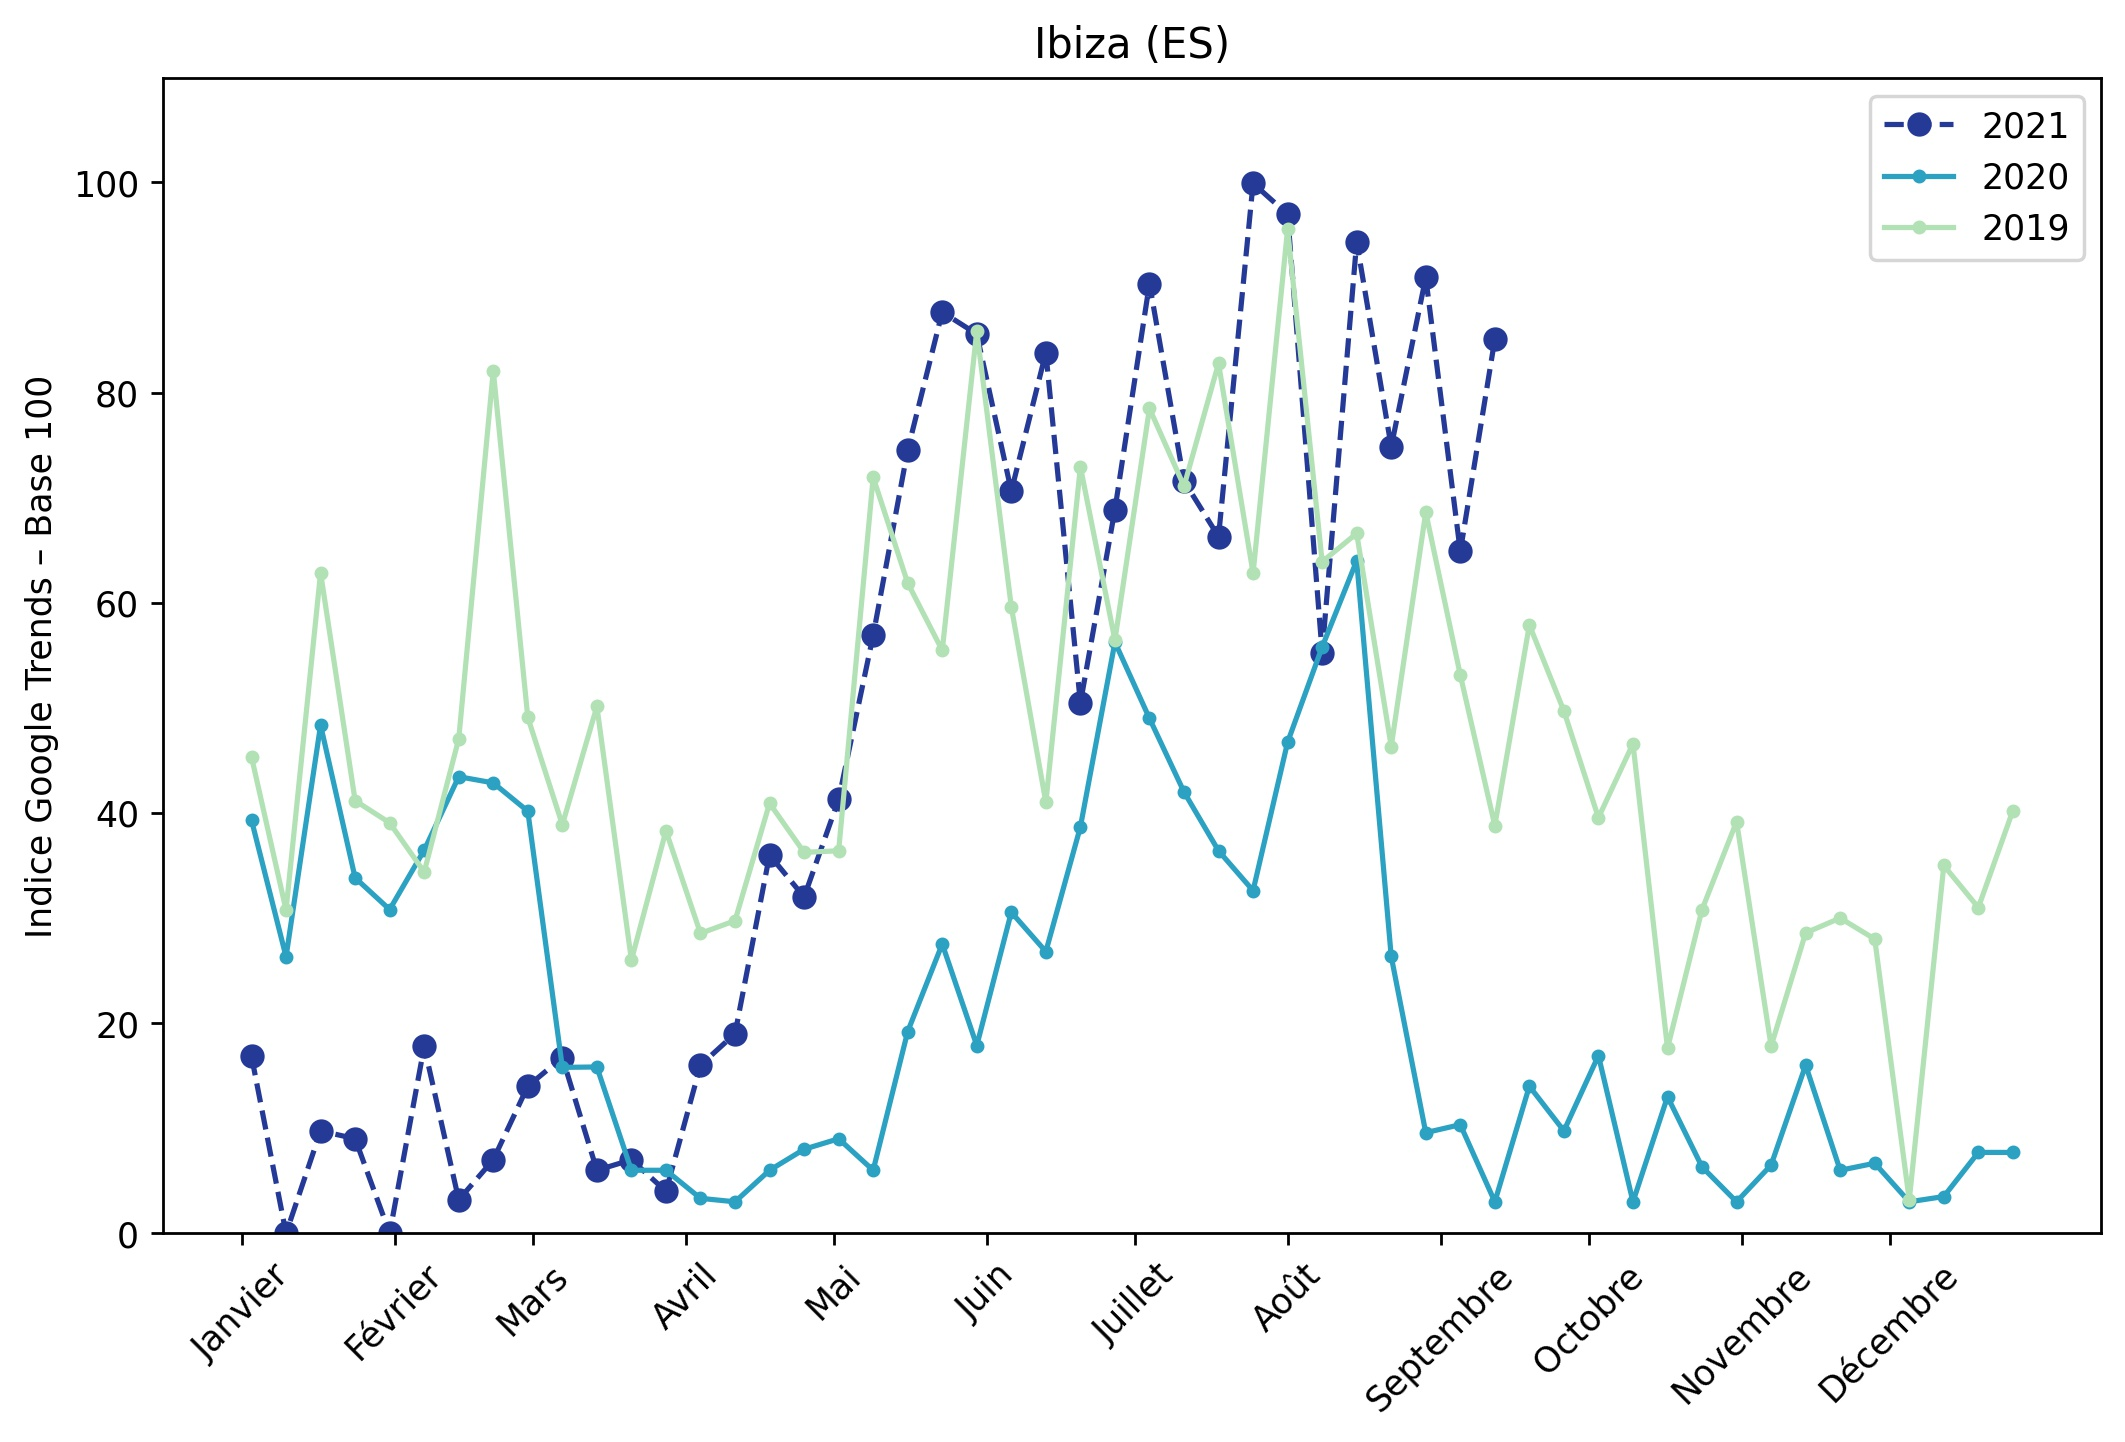 Ibiza (ES)
2021
2020
2019
Indice Google Trends – Base 100
100
80
60
40
20
0
Janvier
Février
Mars
Avril
Mai
Juin
Juillet
Août
Septembre
Octobre
Novembre
Décembre